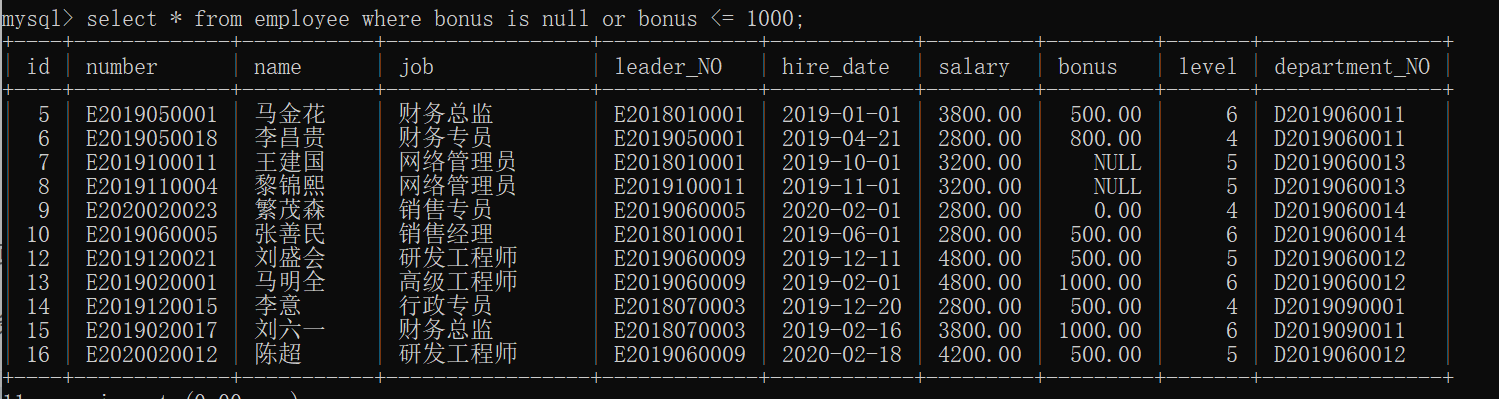 mysql> select * from employee where bonus is null or bonus <= 1000;
+----+-------------+-----------+-----------------+-------------+------------+---------+---------+-------+---------------+
| id | number | name | job | leader_NO | hire_date | salary | bonus | level | department_NO |
+----+-------------+-----------+-----------------+-------------+------------+---------+---------+-------+---------------+
| 5 | E2019050001 | 马金花 | 财务总监 | E2018010001 | 2019-01-01 | 3800.00 | 500.00 | 6 | D2019060011 |
| 6 | E2019050018 | 李昌贵 | 财务专员 | E2019050001 | 2019-04-21 | 2800.00 | 800.00 | 4 | D2019060011 |
| 7 | E2019100011 | 王建国 | 网络管理员 | E2018010001 | 2019-10-01 | 3200.00 | NULL | 5 | D2019060013 |
| 8 | E2019110004 | 黎锦熙 | 网络管理员 | E2019100011 | 2019-11-01 | 3200.00 | NULL | 5 | D2019060013 |
| 9 | E2020020023 | 繁茂森 | 销售专员 | E2019060005 | 2020-02-01 | 2800.00 | 0.00 | 4 | D2019060014 |
| 10 | E2019060005 | 张善民 | 销售经理 | E2018010001 | 2019-06-01 | 2800.00 | 500.00 | 6 | D2019060014 |
| 12 | E2019120021 | 刘盛会 | 研发工程师 | E2019060009 | 2019-12-11 | 4800.00 | 500.00 | 5 | D2019060012 |
| 13 | E2019020001 | 马明全 | 高级工程师 | E2019060009 | 2019-02-01 | 4800.00 | 1000.00 | 6 | D2019060012 |
| 14 | E2019120015 | 李意 | 行政专员 | E2018070003 | 2019-12-20 | 2800.00 | 500.00 | 4 | D2019090001 |
| 15 | E2019020017 | 刘六一 | 财务总监 | E2018070003 | 2019-02-16 | 3800.00 | 1000.00 | 6 | D2019090011 |
| 16 | E2020020012 | 陈超 | 研发工程师 | E2019060009 | 2020-02-18 | 4200.00 | 500.00 | 5 | D2019060012 |
+----+-------------+-----------+-----------------+-------------+------------+---------+---------+-------+---------------+